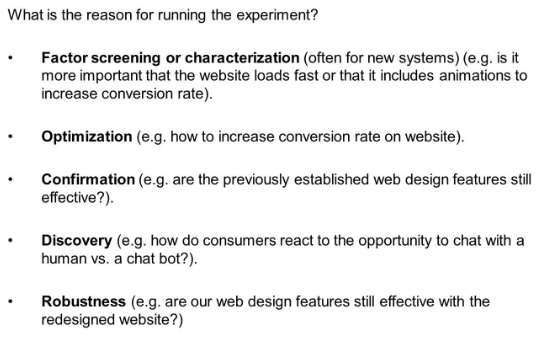 What is the reason for running the experiment?
• Factor screening or characterization (often for new systems) (e.g. is it
more important that the website loads fast or that it includes animations to
increase conversion rate).
• Optimization (e.g. how to increase conversion rate on website).
• Confirmation (e.g. are the previously established web design features still
effective?).
• Discovery (e.g. how do consumers react to the opportunity to chat with a
human vs. a chat bot?).
• Robustness (e.g. are our web design features still effective with the
redesigned website?)